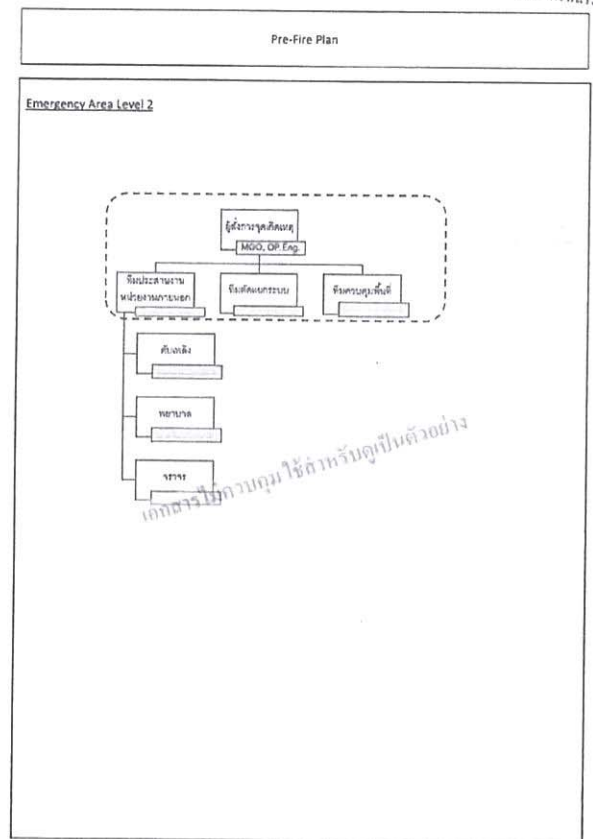 Pre-Fire Plan
Emergency Area Level 2
ผู้สั่งการจุดเกิดเหตุ
MGO, OP.Eng.
ทีมประสานงาน
หน่วยงานภายนอก
ทีมตัดแยกระบบ
ทีมควบคุมพื้นที่
ดับเพลิง
พยาบาล
จราจร
เอกสารไม่ควบคุม ใช้สำหรับดูเป็นตัวอย่าง